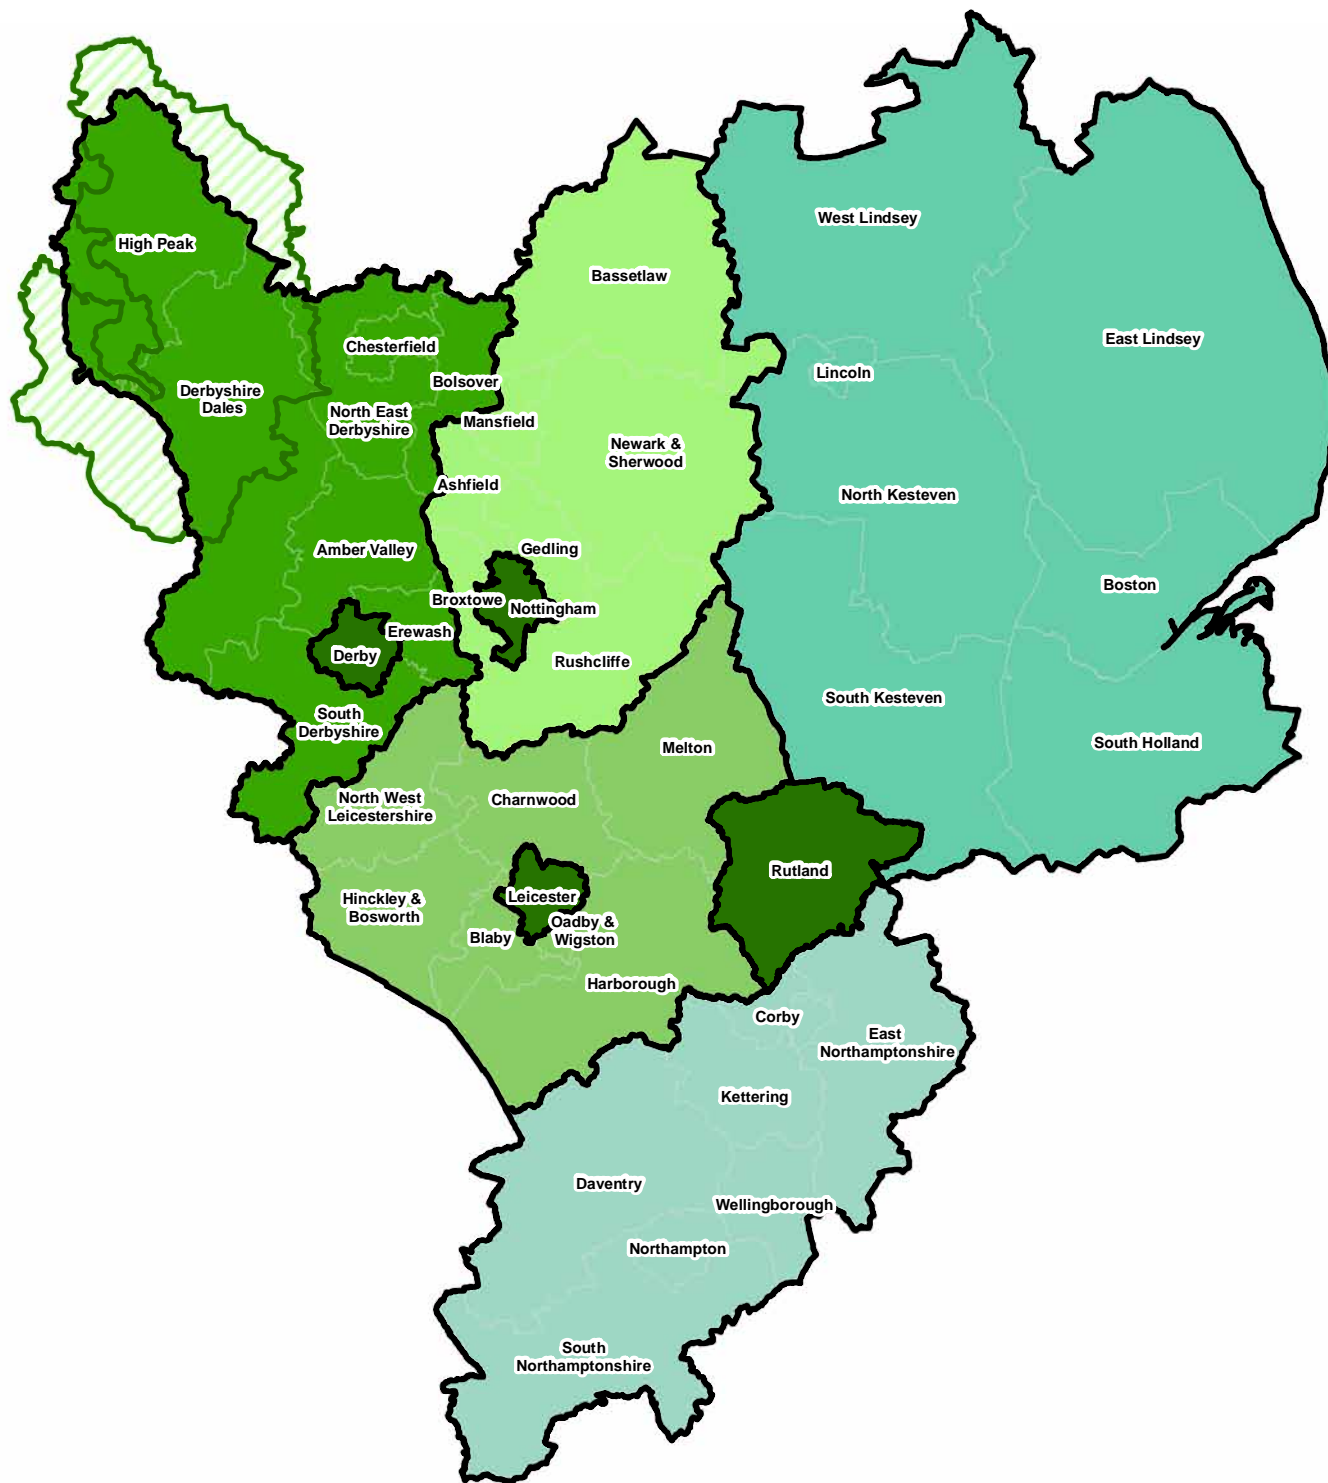 West Lindsey
High Peak
Bassetlaw
East Lindsey
Chesterfield
Lincoln
Bolsover
Derbyshire
Dales
North East
Derbyshire
Mansfield
Newark &
Sherwood
Ashfield
North Kesteven
Amber Valley
Gedling
Boston
Broxtowe
Nottingham
Erewash
Derby
Rushcliffe
South Kesteven
South
Derbyshire
Melton
South Holland
North West
Leicestershire
Charnwood
Rutland
Hinckley &
Bosworth
Leicester
Oadby &
Wigston
Blaby
Harborough
Corby
East
Northamptonshire
Kettering
Daventry
Wellingborough
Northampton
South
Northamptonshire